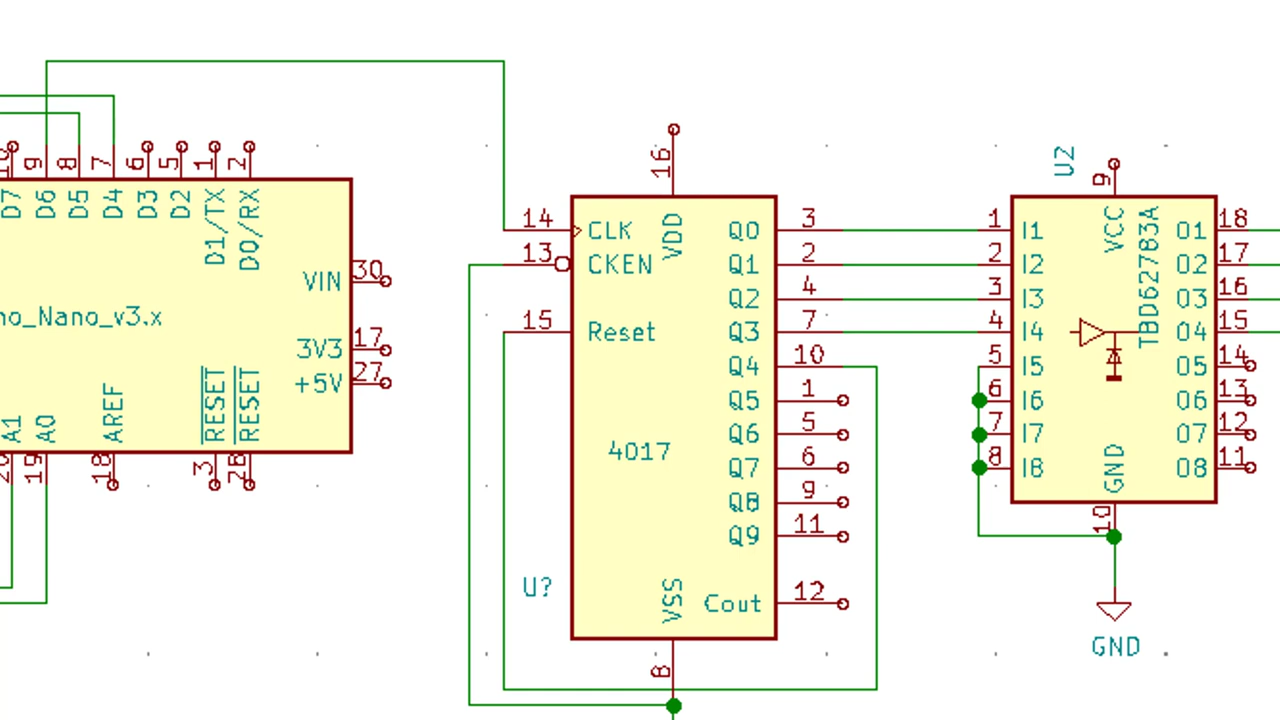 9
8
7
6
5
1
2
D7
D6
D5
D4
D3
D2
D1/TX
D0/RX
VIN
30
no_Nano_v3.x
3V3
17
+5V
27
A1
A0
AREF
RESET
RESET
19
18
3
28
16
VDD
14
CLK
13
CKEN
15
Reset
Q0
3
Q1
2
Q2
4
Q3
7
Q4
10
Q5
1
Q6
5
Q7
6
Q8
9
Q9
11
4017
U?
VSS
Cout
12
8
U2
9
VCC
TBD62783A
1
I1
2
I2
3
I3
4
I4
5
I5
6
I6
7
I7
8
I8
O1
18
O2
17
O3
16
O4
15
O5
14
O6
13
O7
12
O8
11
GND
10
GND